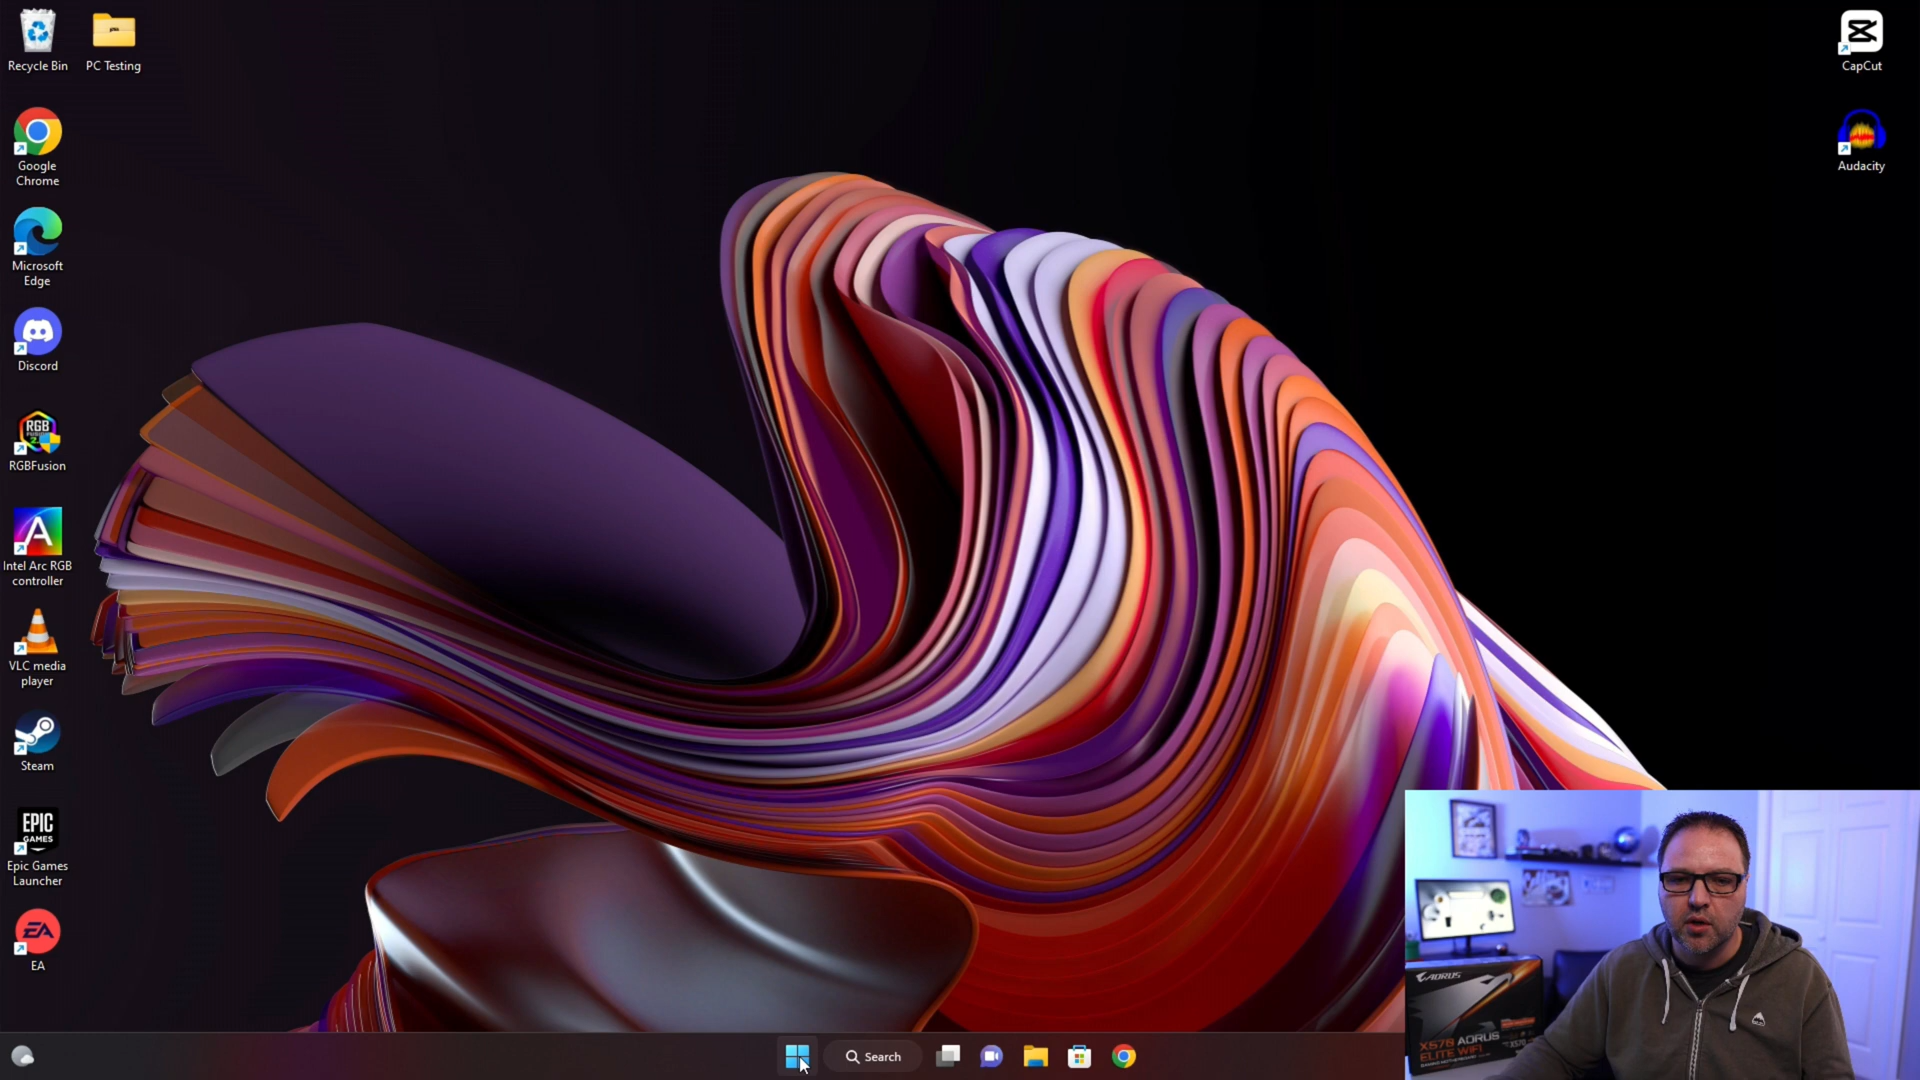 Recycle Bin
PC Testing
CapCut
Google
Chrome
Audacity
Microsoft
Edge
Discord
RGB
RGBFusion
A
Intel Arc RGB
controller
VLC media
player
Steam
EPIC
GAMES
Epic Games
Launcher
EA
EA
AORUS
X570 AORUS
ELITE WIFI
X570
Search